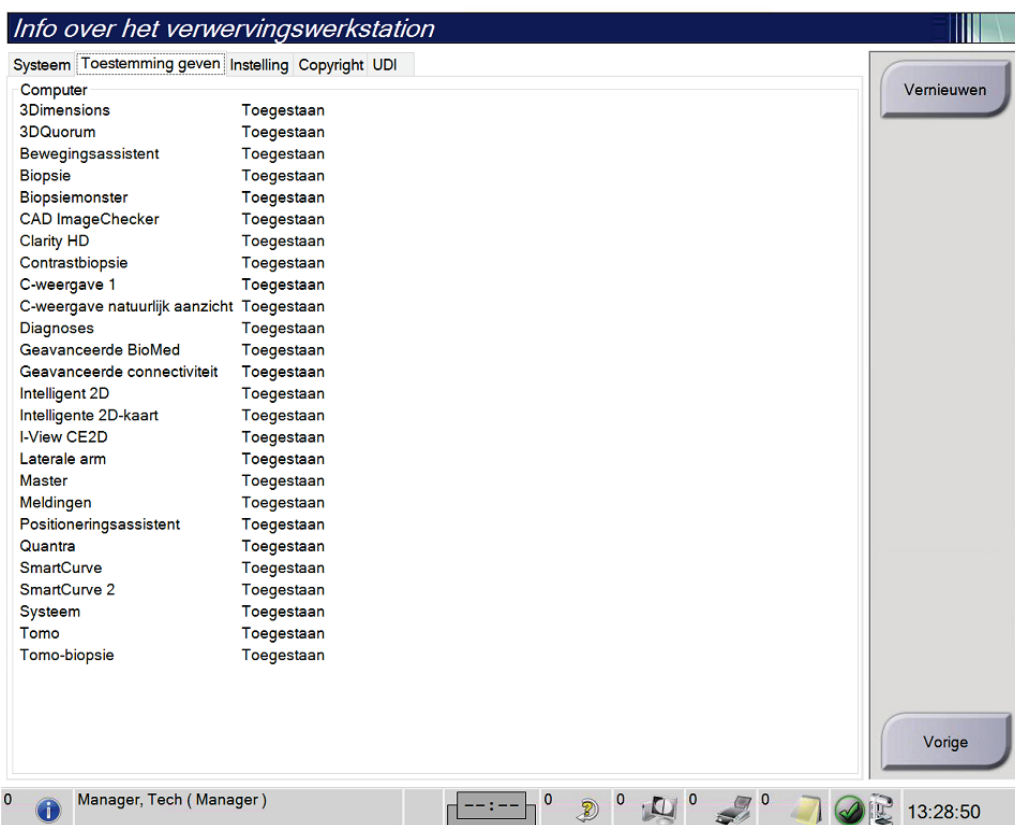 Info over het verwervingswerkstation
Systeem Toestemming geven Instelling Copyright UDI
Computer
3Dimensions Toegestaan
3DQuorum Toegestaan
Bewegingsassistent Toegestaan
Biopsie Toegestaan
Biopsiemonster Toegestaan
CAD ImageChecker Toegestaan
Clarity HD Toegestaan
Contrastbiopsie Toegestaan
C-weergave 1 Toegestaan
C-weergave natuurlijk aanzicht Toegestaan
Diagnoses Toegestaan
Geavanceerde BioMed Toegestaan
Geavanceerde connectiviteit Toegestaan
Intelligent 2D Toegestaan
Intelligente 2D-kaart Toegestaan
I-View CE2D Toegestaan
Laterale arm Toegestaan
Master Toegestaan
Meldingen Toegestaan
Positioneringsassistent Toegestaan
Quantra Toegestaan
SmartCurve Toegestaan
SmartCurve 2 Toegestaan
Systeem Toegestaan
Tomo Toegestaan
Tomo-biopsie Toegestaan
Vernieuwen
Vorige
0 Manager, Tech ( Manager ) --:-- 0 0 0 0 13:28:50